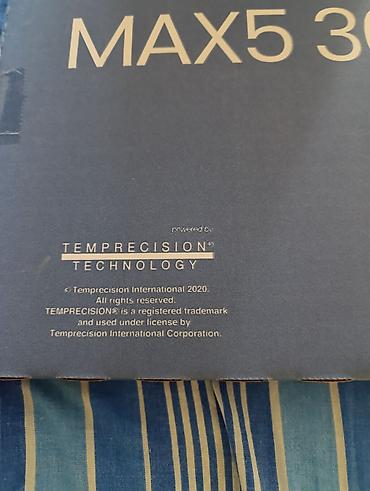 MAX5 30
powered by
TEMPRECISION®
TECHNOLOGY
© Temprecision International 2020.
All rights reserved.
TEMPRECISION® is a registered trademark
and used under license by
Temprecision International Corporation.